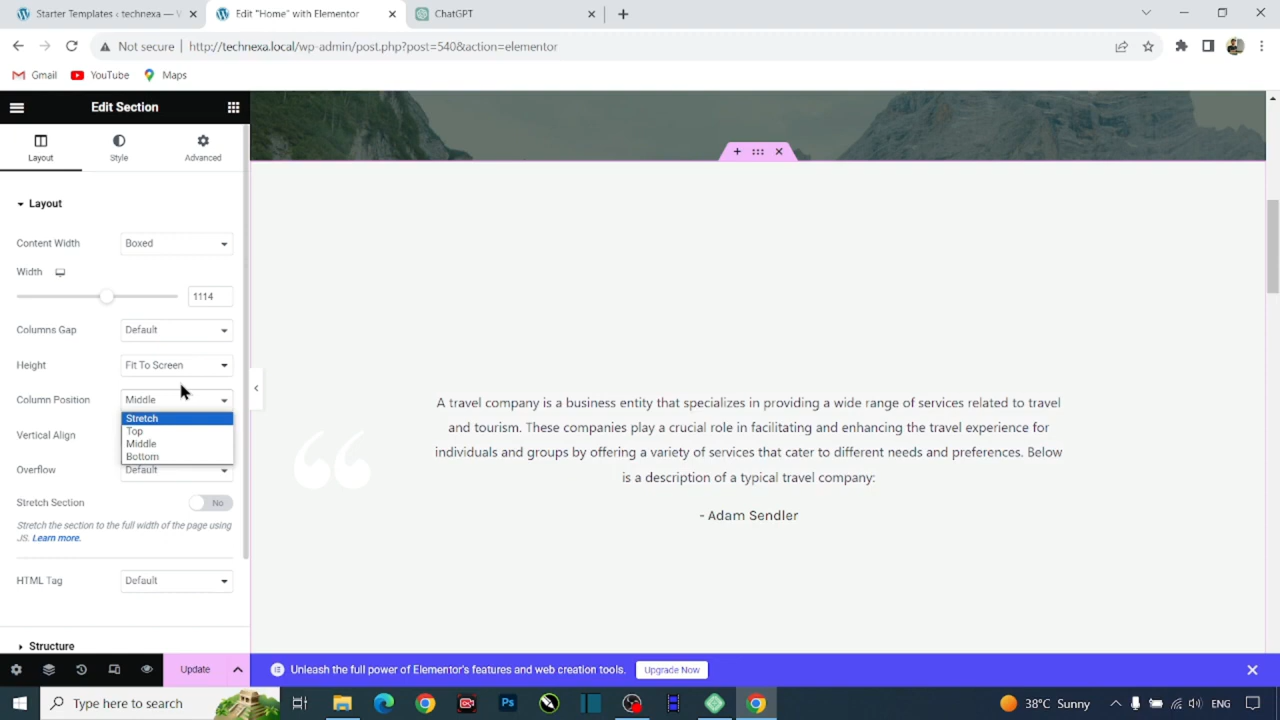 Starter Templates ‹ technexa — V
Edit "Home" with Elementor
ChatGPT
Not secure
http://technexa.local/wp-admin/post.php?post=540&action=elementor
Gmail
YouTube
Maps
Edit Section
Layout
Style
Advanced
Layout
Content Width
Boxed
Width
1114
Columns Gap
Default
Height
Fit To Screen
Column Position
Middle
Stretch
Top
Middle
Bottom
Vertical Align
Overflow
Default
Stretch Section
No
Stretch the section to the full width of the page using
JS. Learn more.
HTML Tag
Default
Structure
Update
A travel company is a business entity that specializes in providing a wide range of services related to travel
and tourism. These companies play a crucial role in facilitating and enhancing the travel experience for
individuals and groups by offering a variety of services that cater to different needs and preferences. Below
is a description of a typical travel company:
- Adam Sendler
Unleash the full power of Elementor's features and web creation tools.
Upgrade Now
Type here to search
Ps
38°C Sunny
ENG